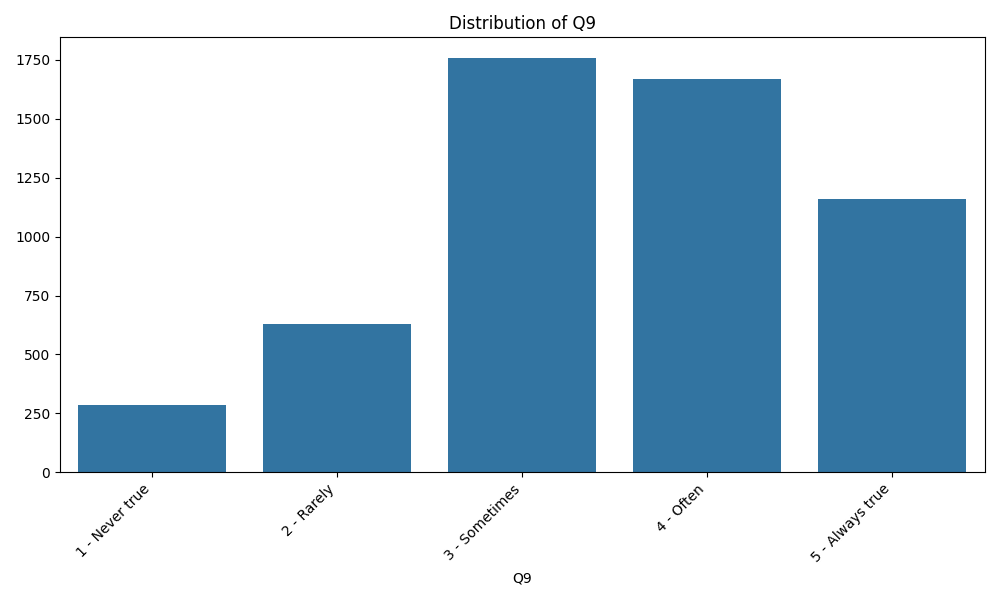 Distribution of Q9
1750
1500
1250
1000
750
500
250
0
1 - Never true
2 - Rarely
3 - Sometimes
4 - Often
5 - Always true
Q9